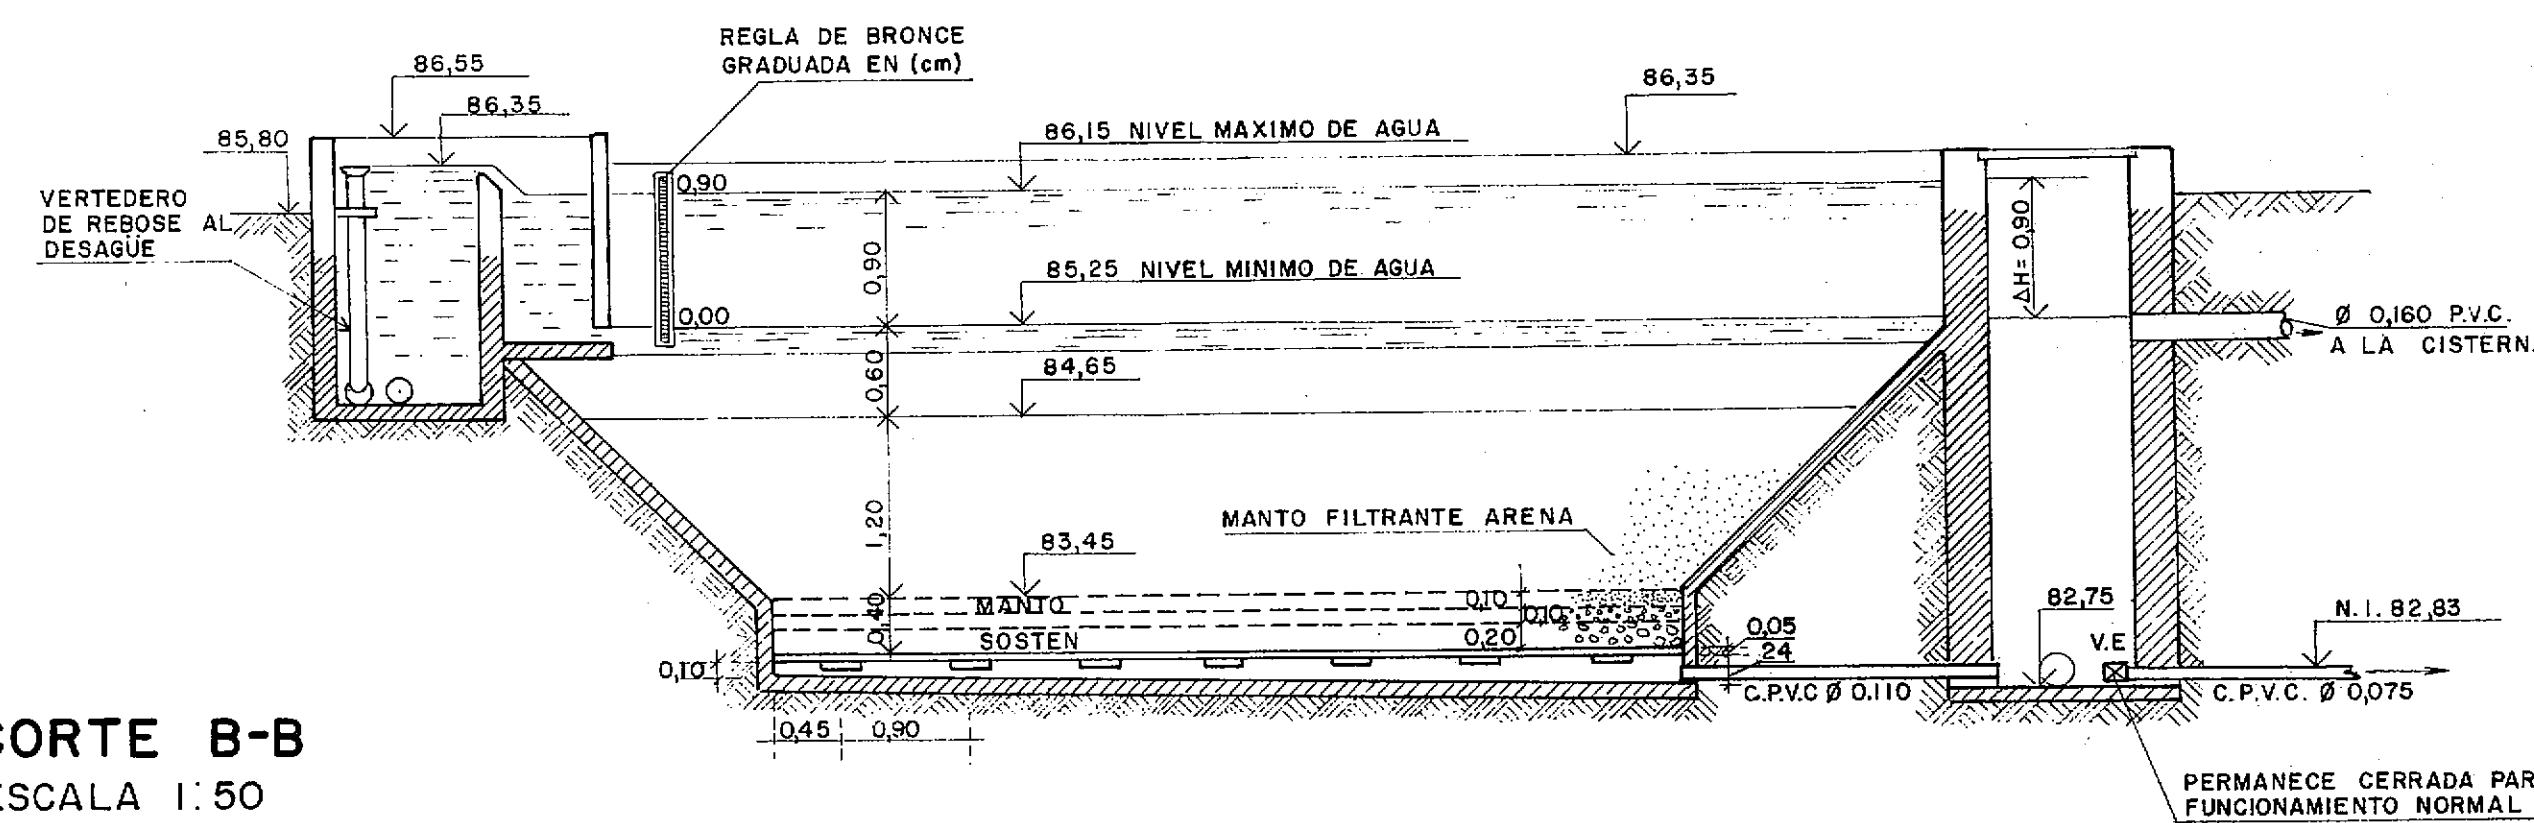 REGLA DE BRONCE
GRADUADA EN (cm)
86,55
86,35
85,80
86,35
86,15 NIVEL MAXIMO DE AGUA
VERTEDERO
DE REBOSE AL
DESAGÜE
0,90
0,90
ΔH= 0,90
85,25 NIVEL MINIMO DE AGUA
0,00
Ø 0,160 P.V.C.
A LA CISTERN.
0,60
84,65
1,20
MANTO FILTRANTE ARENA
83,45
MANTO
0,40
0,10
0,10
SOSTEN
0,20
0,05
24
0,10
82,75
V.E
N.I. 82,83
C.P.V.C Ø 0.110
C.P.V.C. Ø 0,075
0,45
0,90
CORTE B-B
ESCALA 1:50
PERMANECE CERRADA PAR
FUNCIONAMIENTO NORMAL